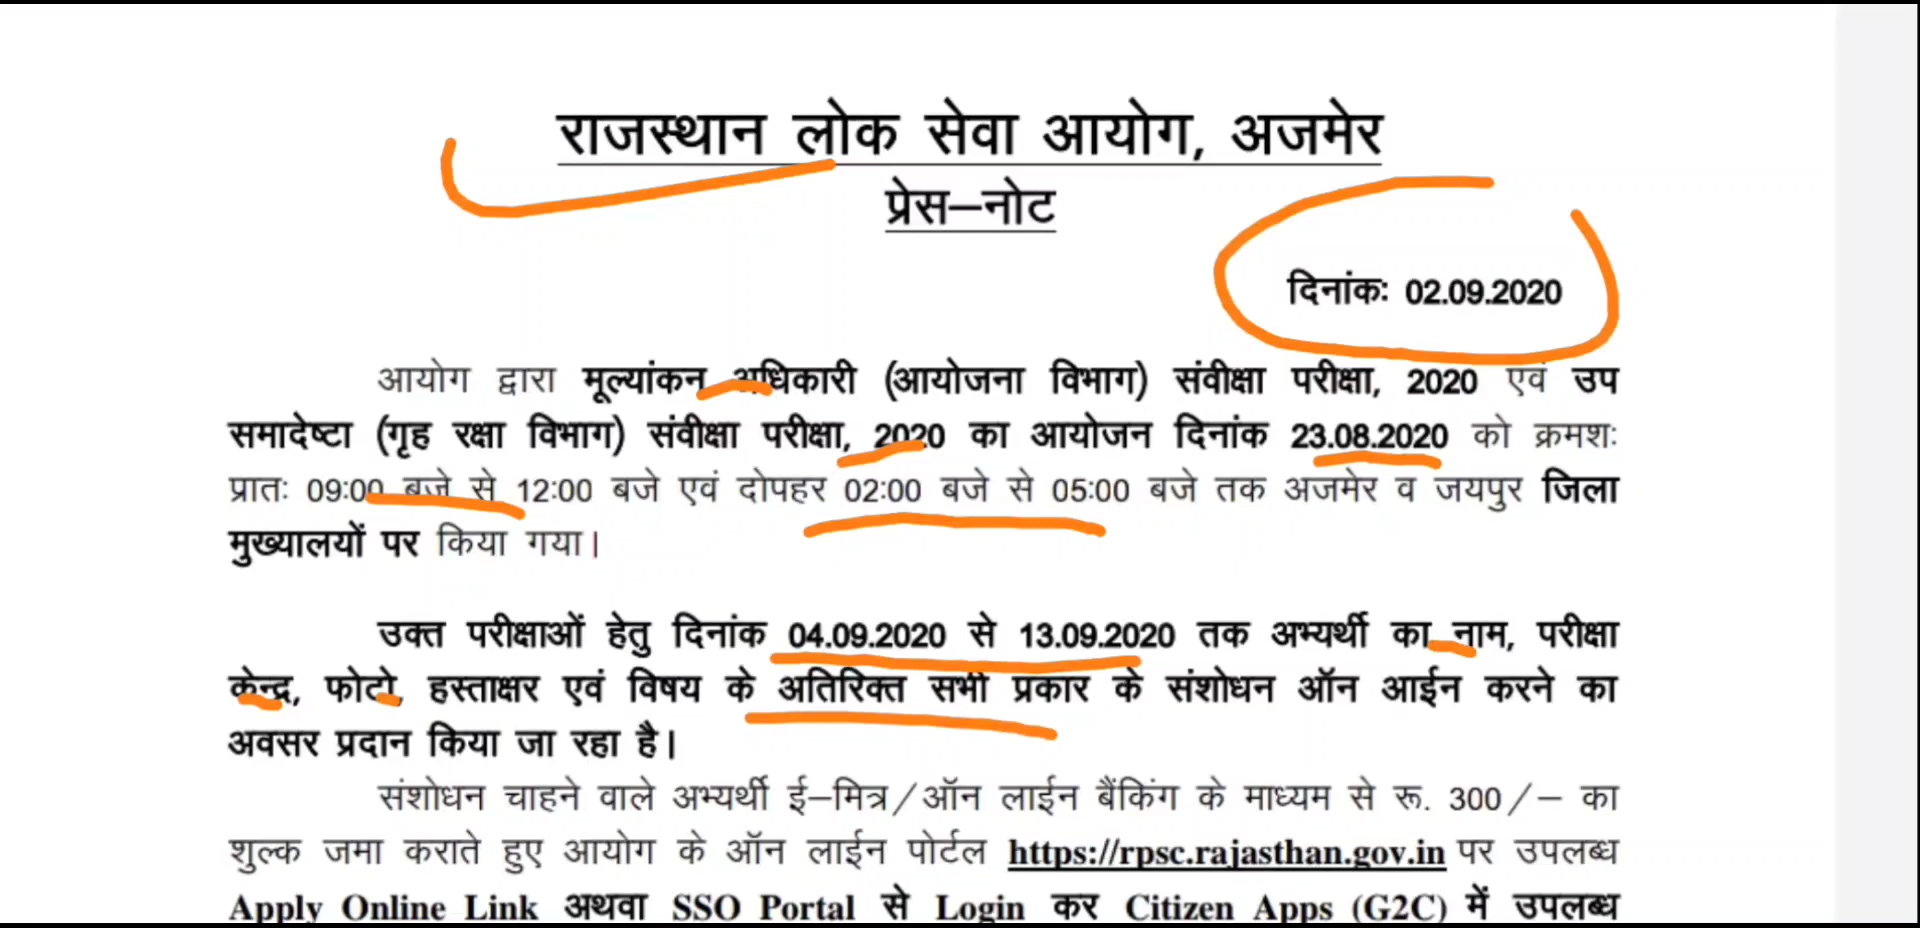 राजस्थान लोक सेवा आयोग, अजमेर
प्रेस–नोट
दिनांकः 02.09.2020
आयोग द्वारा मूल्यांकन अधिकारी (आयोजना विभाग) संवीक्षा परीक्षा, 2020 एवं उप
समादेष्टा (गृह रक्षा विभाग) संवीक्षा परीक्षा, 2020 का आयोजन दिनांक 23.08.2020 को क्रमशः
प्रातः 09:00 बजे से 12:00 बजे एवं दोपहर 02:00 बजे से 05:00 बजे तक अजमेर व जयपुर जिला
मुख्यालयों पर किया गया।
उक्त परीक्षाओं हेतु दिनांक 04.09.2020 से 13.09.2020 तक अभ्यर्थी का नाम, परीक्षा
केन्द्र, फोटो, हस्ताक्षर एवं विषय के अतिरिक्त सभी प्रकार के संशोधन ऑन आईन करने का
अवसर प्रदान किया जा रहा है।
संशोधन चाहने वाले अभ्यर्थी ई–मित्र/ऑन लाईन बैंकिंग के माध्यम से रू. 300/– का
शुल्क जमा कराते हुए आयोग के ऑन लाईन पोर्टल https://rpsc.rajasthan.gov.in पर उपलब्ध
Apply Online Link अथवा SSO Portal से Login कर Citizen Apps (G2C) में उपलब्ध